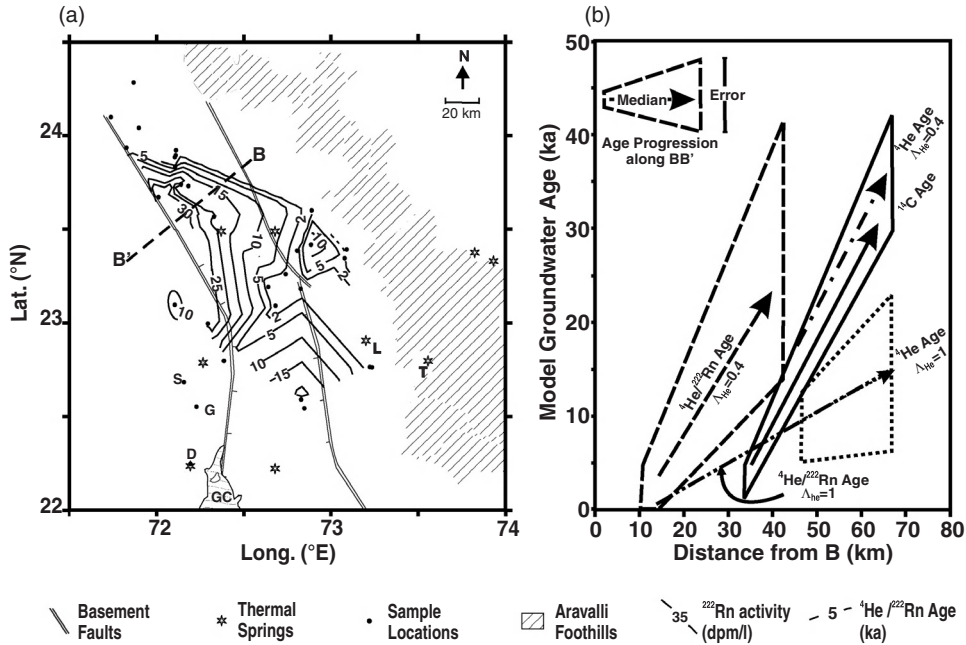 (a)
(b)
N
20 km
B
B'
5
15
30
10
2
25
5
10
5
2
10
2
5
10
-15
L
T
S
G
D
GC
24
23
22
72
73
74
Lat. (°N)
Long. (°E)
50
40
30
20
10
0
0 10 20 30 40 50 60 70 80
Model Groundwater Age (ka)
Distance from B (km)
Median
Error
Age Progression
along BB'
⁴He/²²²Rn Age
ΛHe=0.4
⁴He Age
ΛHe=0.4
¹⁴C Age
⁴He Age
ΛHe=1
⁴He/²²²Rn Age
Λhe=1
Basement
Faults
Thermal
Springs
Sample
Locations
Aravalli
Foothills
35
²²²Rn activity
(dpm/l)
5
⁴He /²²²Rn Age
(ka)